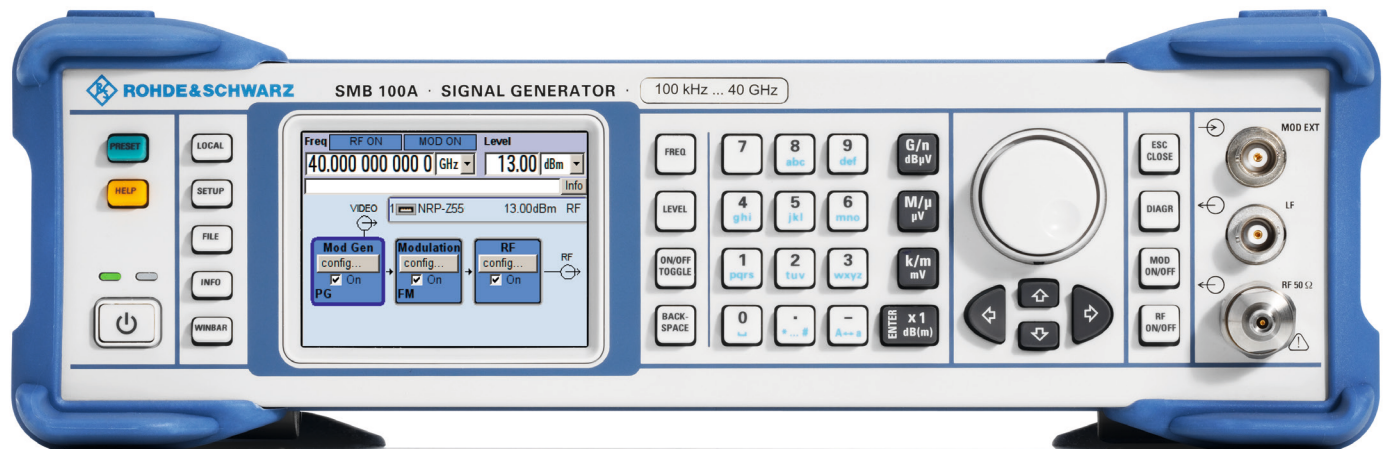 ROHDE&SCHWARZ
SMB 100A · SIGNAL GENERATOR ·
100 kHz ... 40 GHz
PRESET
HELP
LOCAL
SETUP
FILE
INFO
WINBAR
Freq RF ON MOD ON Level
40.000 000 000 0 GHz 13.00 dBm
Info
VIDEO 1 NRP-Z55 13.00dBm RF
Mod Gen Modulation RF
config... config... config... RF
On On On
PG FM
FREQ 7 8 abc 9 def G/n dBµV
LEVEL 4 ghi 5 jkl 6 mno M/µ µV
ON/OFF TOGGLE 1 pqrs 2 tuv 3 wxyz k/m mV
BACK-
SPACE 0 . *...# – A↔a ENTER x1 dB(m)
ESC
CLOSE
DIAGR
MOD
ON/OFF
RF
ON/OFF
MOD EXT
LF
RF 50 Ω